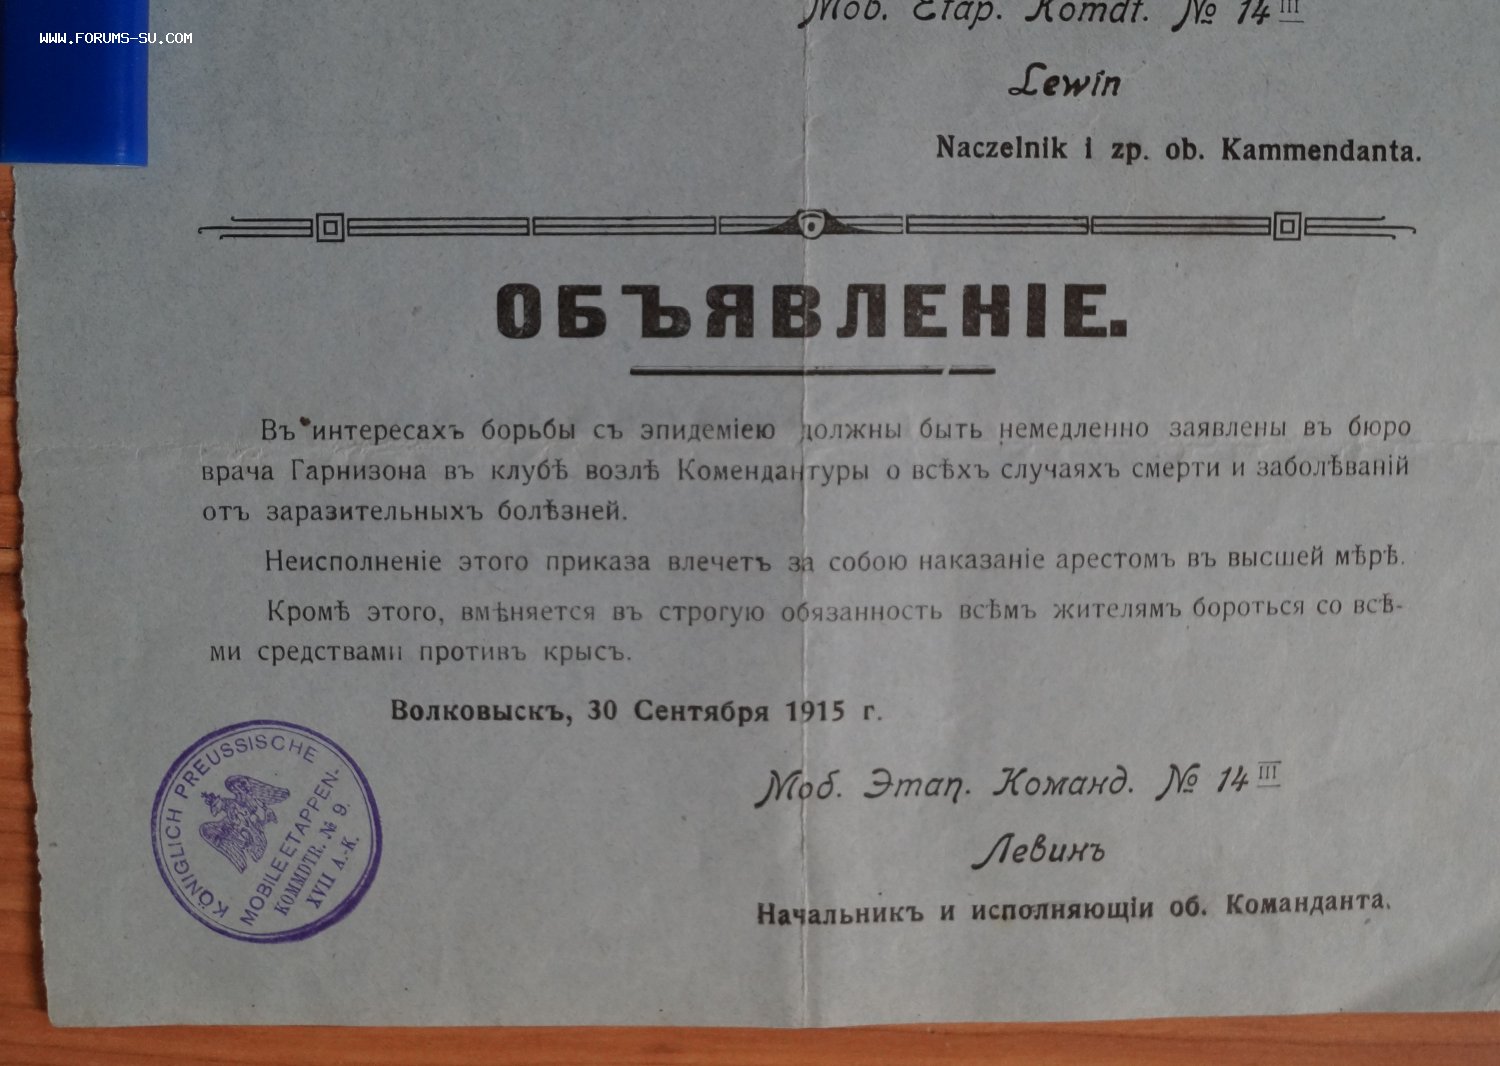 WWW.FORUMS-SU.COM
Mob. Etap. Komdt. № 14 III
Lewin
Naczelnik i zp. ob. Kammendanta.
ОБЪЯВЛЕНІЕ.
Въ интересахъ борьбы съ эпидеміею должны быть немедленно заявлены въ бюро
врача Гарнизона въ клубѣ возлѣ Комендантуры о всѣхъ случаяхъ смерти и заболѣваній
отъ заразительныхъ болѣзней.
Неисполненіе этого приказа влечетъ за собою наказаніе арестомъ въ высшей мѣрѣ.
Кромѣ этого, вмѣняется въ строгую обязанность всѣмъ жителямъ бороться со всѣ-
ми средствами противъ крысъ.
Волковыскъ, 30 Сентября 1915 г.
Моб. Этап. Команд. № 14 III
Левинъ
Начальникъ и исполняющіи об. Команданта.
KÖNIGLICH PREUSSISCHE
MOBILE ETAPPEN-
KOMMDTR. № 9.
XVII A.-K.